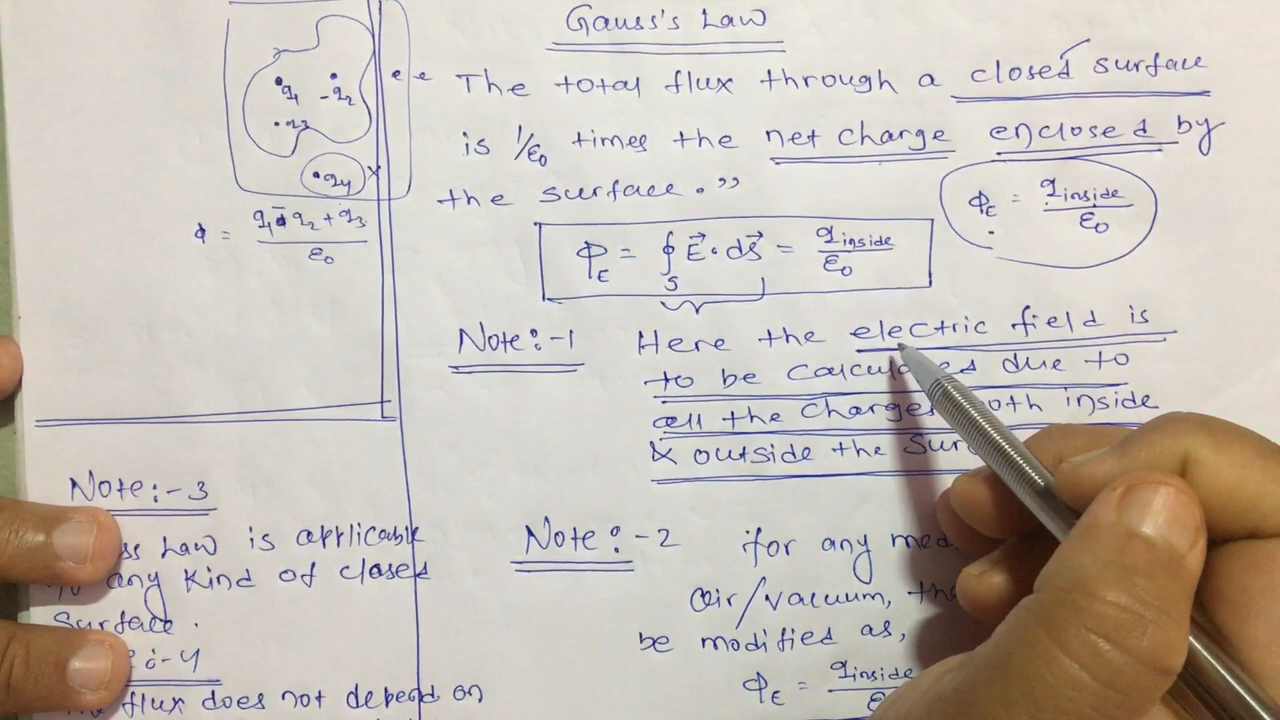 Gauss's Law
"The total flux through a closed surface
is 1/ε₀ times the net charge enclosed by
the surface."
Φ_E = ∮_S E⃗·ds⃗ = q_inside/ε₀
Φ_E = q_inside/ε₀
q₁ -q₂
q₃
q₄
Φ = q₁-q₂+q₃/ε₀
Note:-1 Here the electric field is
to be calculated due to
all the charges both inside
& outside the
Note:-2 for any
air/vacuum,
be modified as,
Φ_E = q_inside
Note:-3
Law is applicable
any kind of closed
Surface.
:-4
flux does not depend on